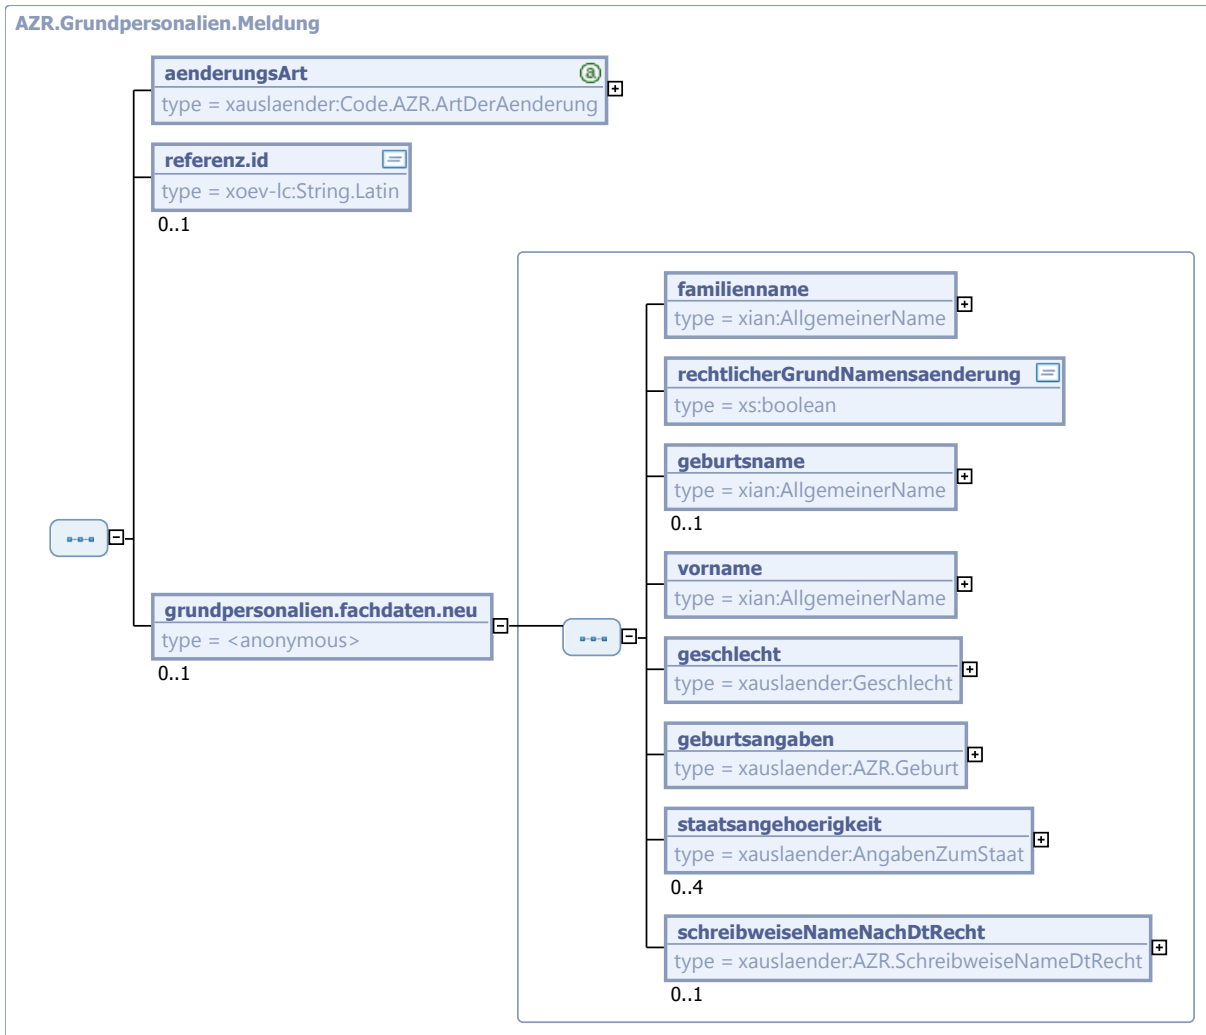 AZR.Grundpersonalien.Meldung
aenderungsArt
type = xauslaender:Code.AZR.ArtDerAenderung
referenz.id
type = xoev-lc:String.Latin
0..1
grundpersonalien.fachdaten.neu
type = <anonymous>
0..1
familienname
type = xian:AllgemeinerName
rechtlicherGrundNamensaenderung
type = xs:boolean
geburtsname
type = xian:AllgemeinerName
0..1
vorname
type = xian:AllgemeinerName
geschlecht
type = xauslaender:Geschlecht
geburtsangaben
type = xauslaender:AZR.Geburt
staatsangehoerigkeit
type = xauslaender:AngabenZumStaat
0..4
schreibweiseNameNachDtRecht
type = xauslaender:AZR.SchreibweiseNameDtRecht
0..1